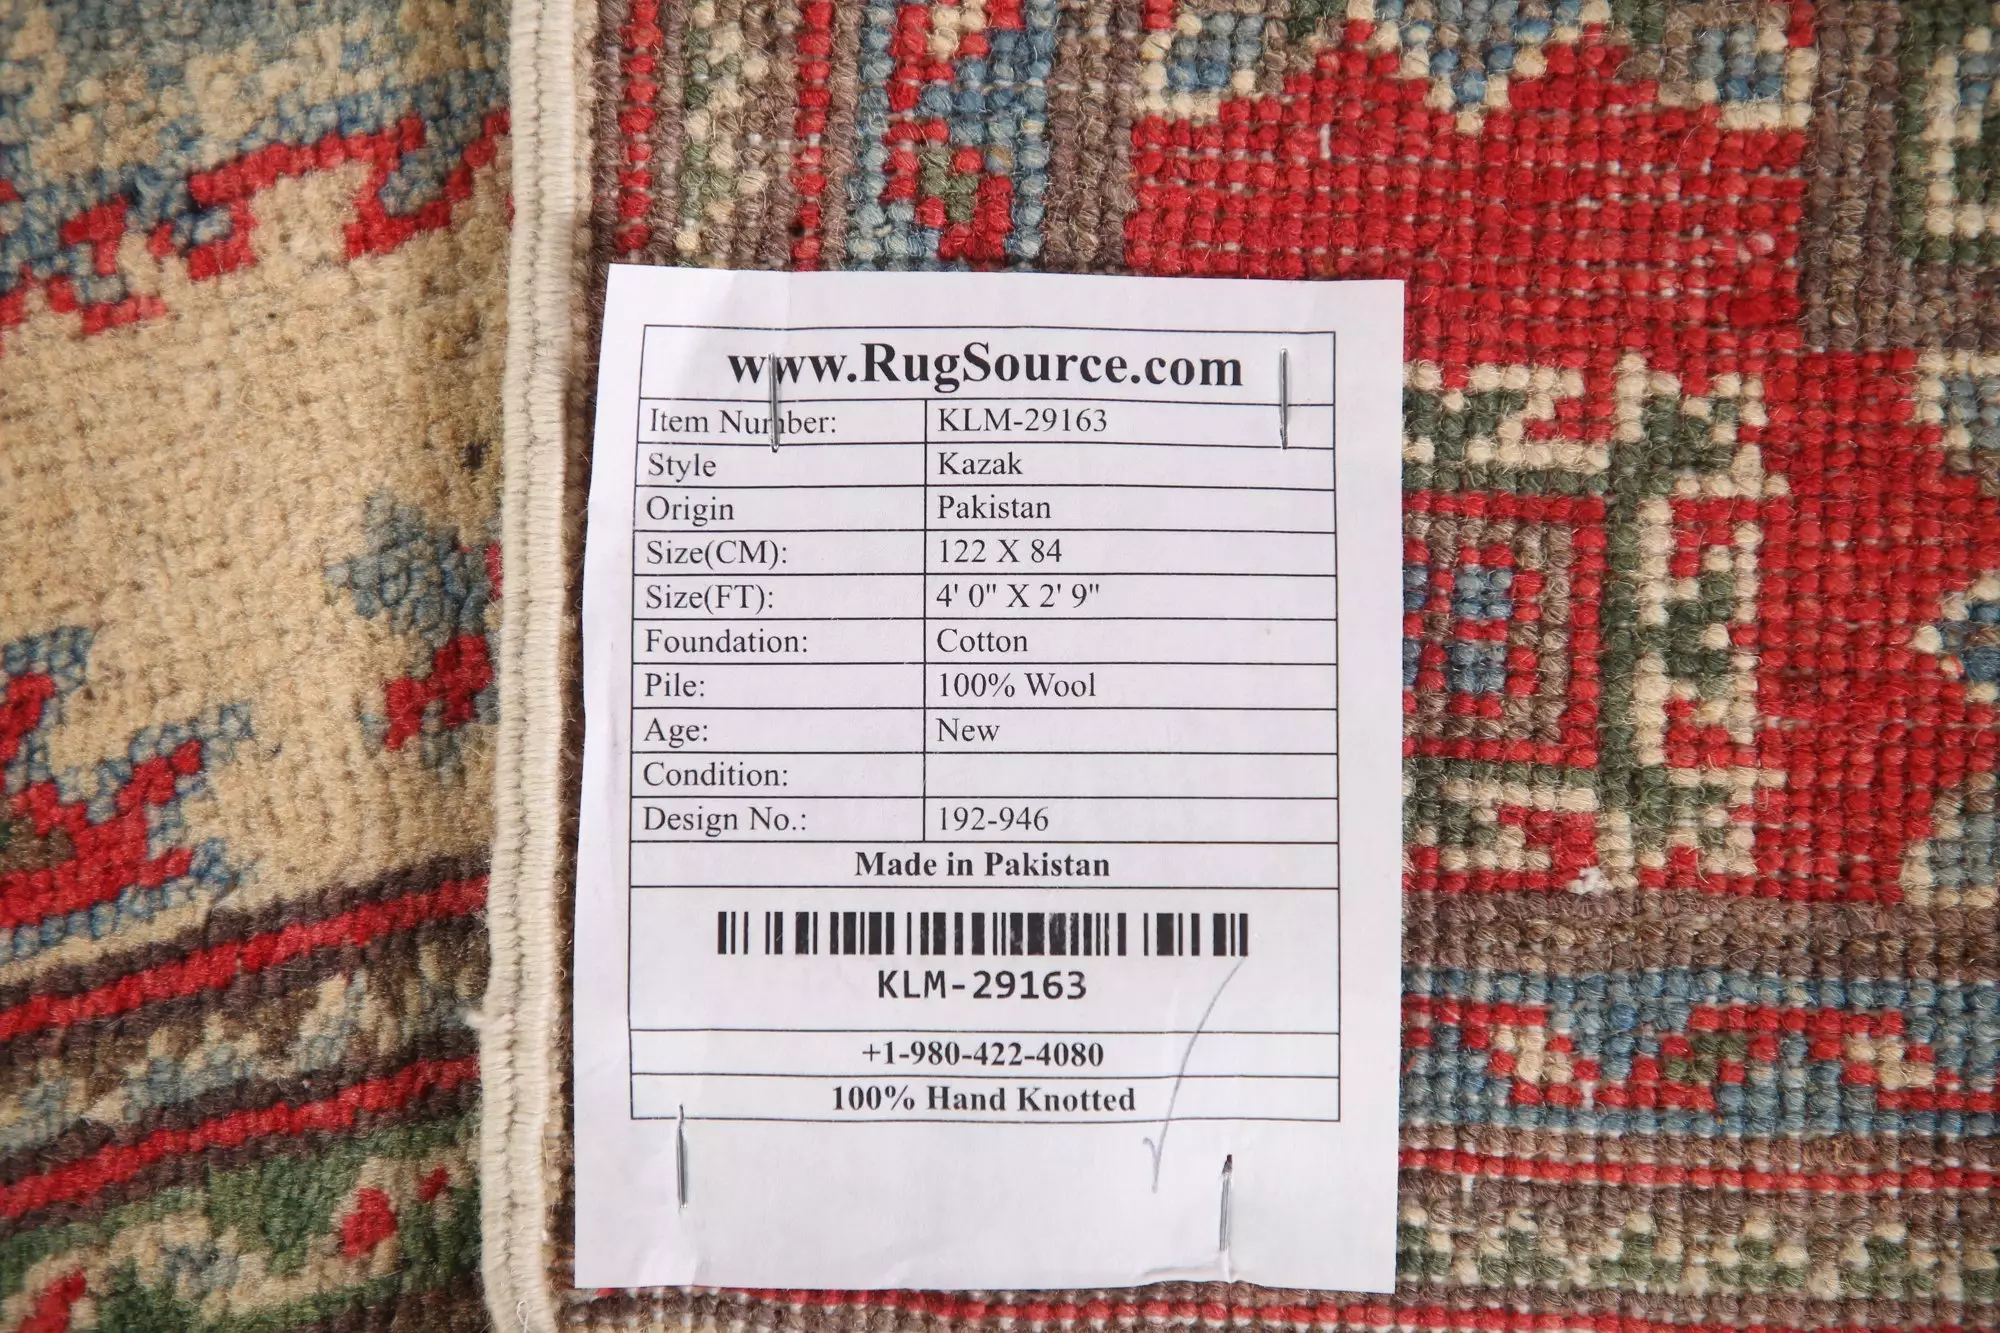 www.RugSource.com
Item Number: KLM-29163
Style Kazak
Origin Pakistan
Size(CM): 122 X 84
Size(FT): 4' 0" X 2' 9"
Foundation: Cotton
Pile: 100% Wool
Age: New
Condition:
Design No.: 192-946
Made in Pakistan
KLM-29163
+1-980-422-4080
100% Hand Knotted